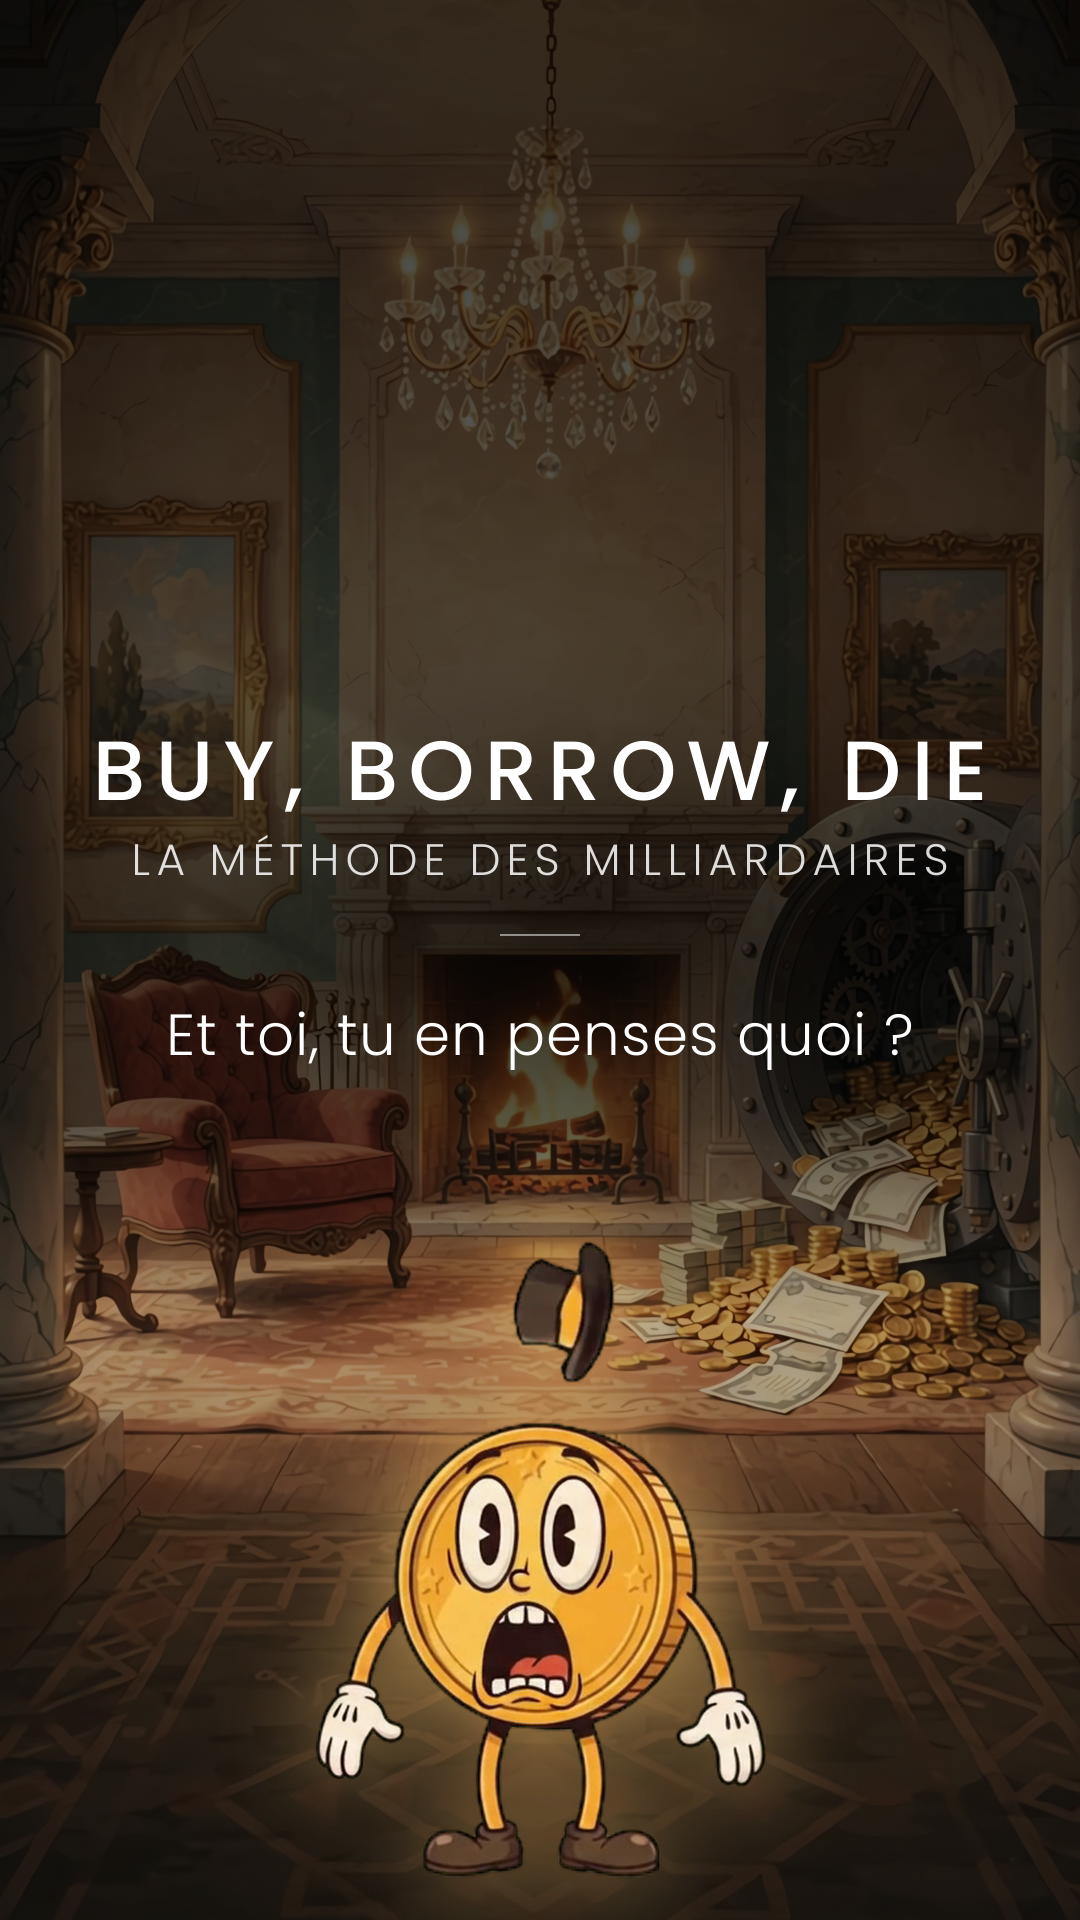 BUY, BORROW, DIE
LA MÉTHODE DES MILLIARDAIRES
Et toi, tu en penses quoi ?